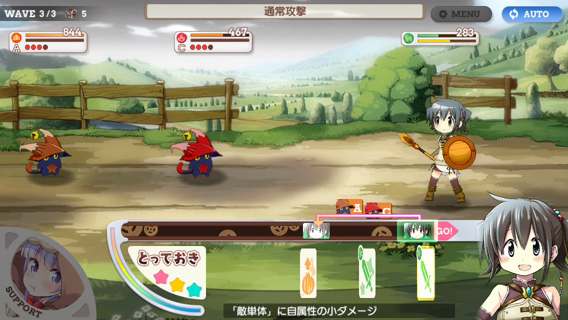 WAVE 3/3 5
通常攻撃
MENU
AUTO
844
A
467
C
283
A
C
GO!
とっておき
SUPPORT
「敵単体」に自属性の小ダメージ